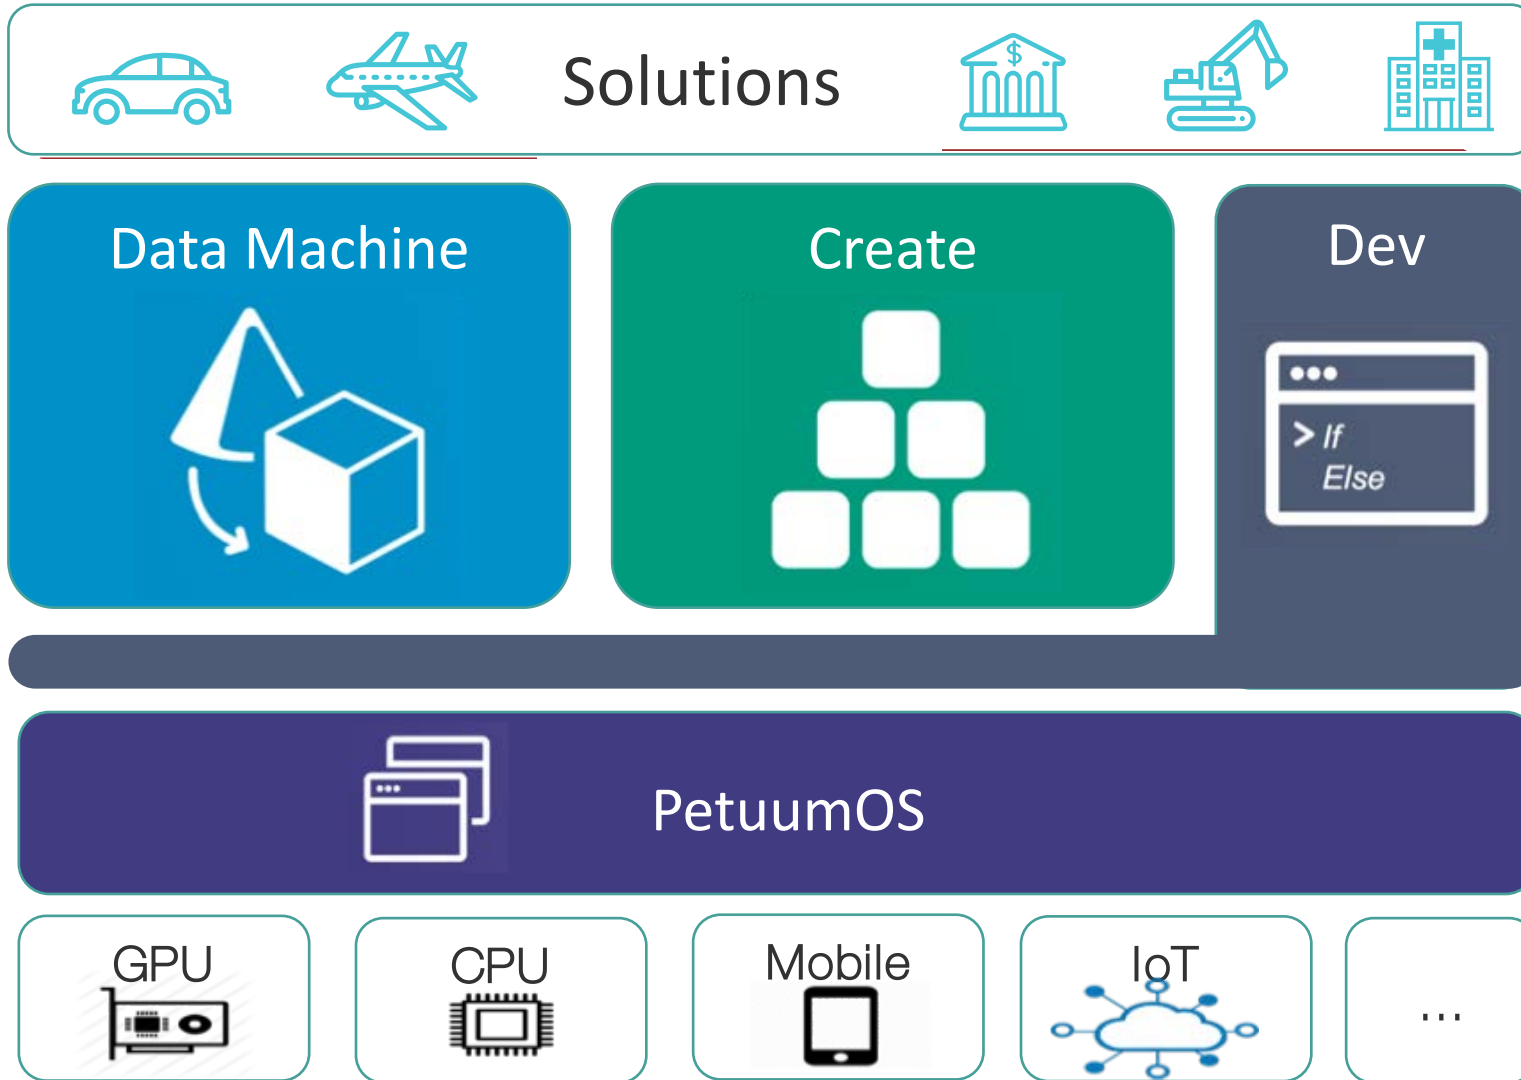 $
Solutions
Data Machine
Create
Dev
> If
Else
PetuumOS
GPU
CPU
Mobile
IoT
...